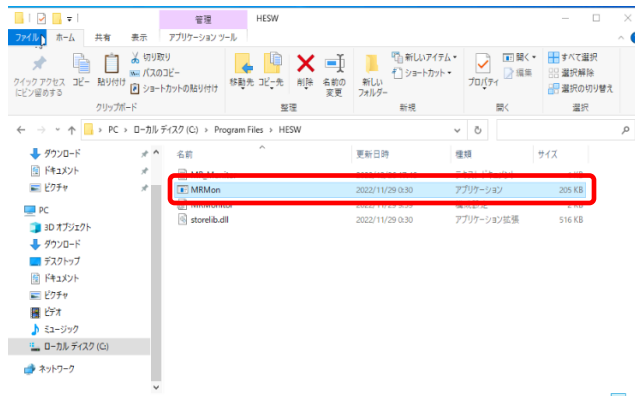 管理
HESW
ファイル ホーム 共有 表示 アプリケーション ツール
クイック アクセスにピン留めする
コピー
貼り付け
切り取り
パスのコピー
ショートカットの貼り付け
クリップボード
移動先
コピー先
削除
名前の変更
整理
新しいフォルダー
新しいアイテム
ショートカット
新規
プロパティ
開く
編集
開く
すべて選択
選択解除
選択の切り替え
選択
PC › ローカル ディスク (C:) › Program Files › HESW
名前 更新日時 種類 サイズ
MRMon 2022/11/29 0:30 アプリケーション 205 KB
storelib.dll 2022/11/29 0:30 アプリケーション拡張 516 KB
ダウンロード
ドキュメント
ピクチャ
PC
3D オブジェクト
ダウンロード
デスクトップ
ドキュメント
ピクチャ
ビデオ
ミュージック
ローカル ディスク (C:)
ネットワーク